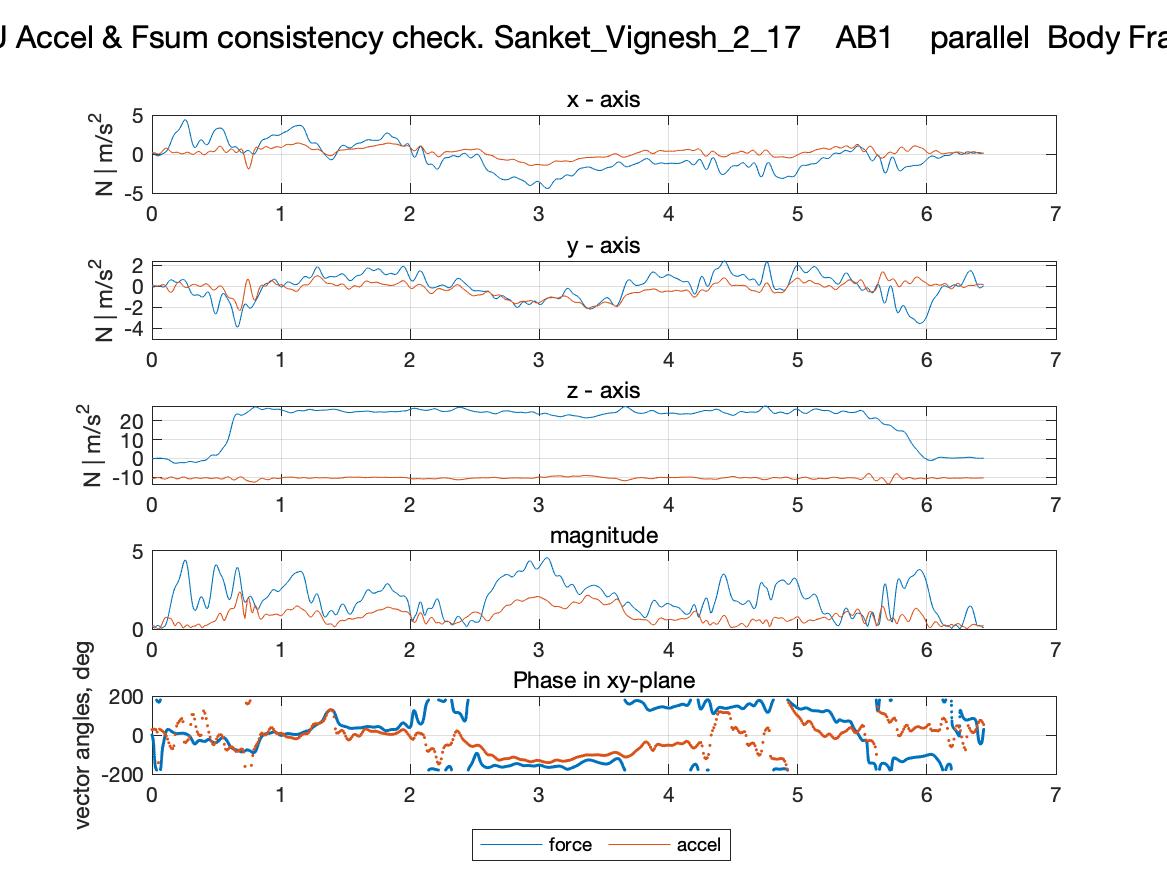 J Accel & Fsum consistency check. Sanket_Vignesh_2_17 AB1 parallel Body Fra
x - axis
N | m/s2
5
0
-5
0 1 2 3 4 5 6 7
y - axis
N | m/s2
2
0
-2
-4
0 1 2 3 4 5 6 7
z - axis
N | m/s2
20
10
0
-10
0 1 2 3 4 5 6 7
magnitude
5
0
0 1 2 3 4 5 6 7
Phase in xy-plane
vector angles, deg
200
0
-200
0 1 2 3 4 5 6 7
force accel